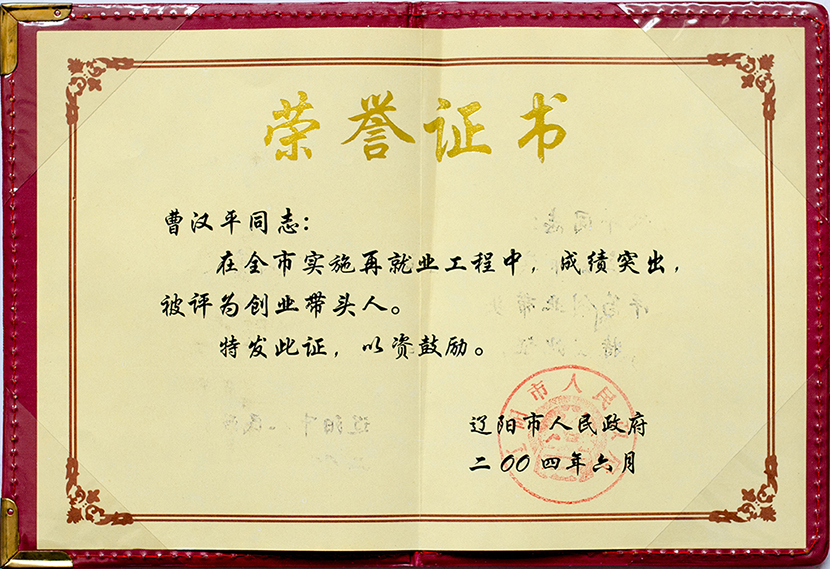 荣誉证书
曹汉平同志：
在全市实施再就业工程中，成绩突出，
被评为创业带头人。
特发此证，以资鼓励。
辽阳市人民政府
二〇〇四年六月